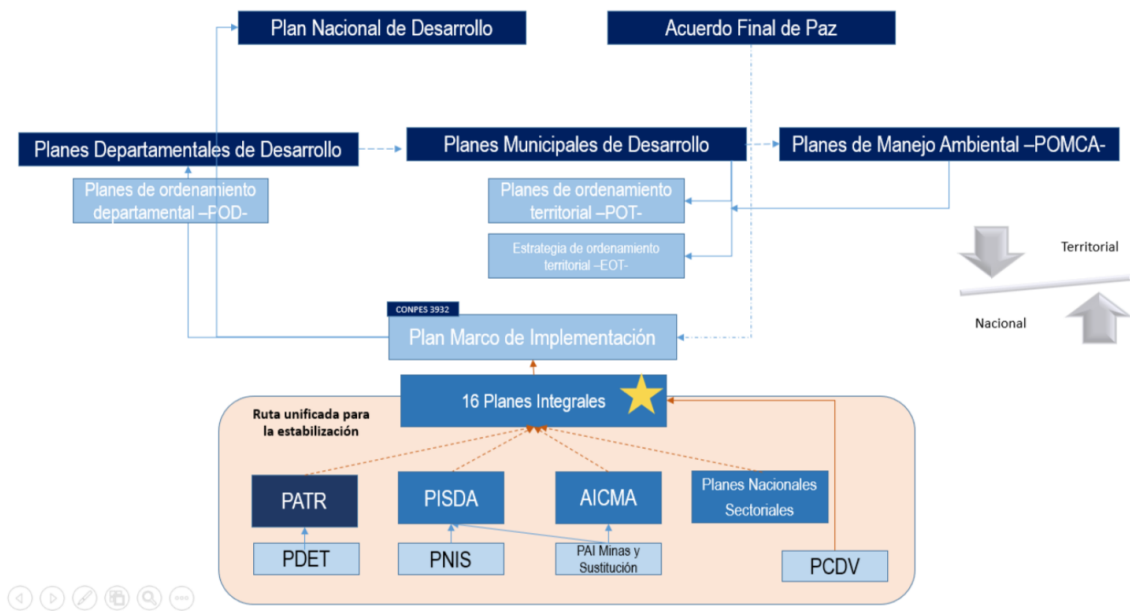 Plan Nacional de Desarrollo
Acuerdo Final de Paz
Planes Departamentales de Desarrollo
Planes Municipales de Desarrollo
Planes de Manejo Ambiental –POMCA-
Planes de ordenamiento
departamental –POD-
Planes de ordenamiento
territorial –POT-
Estrategia de ordenamiento
territorial –EOT-
Territorial
Nacional
CONPES 3932
Plan Marco de Implementación
16 Planes Integrales
Ruta unificada para
la estabilización
PATR
PISDA
AICMA
Planes Nacionales
Sectoriales
PDET
PNIS
PAI Minas y
Sustitución
PCDV